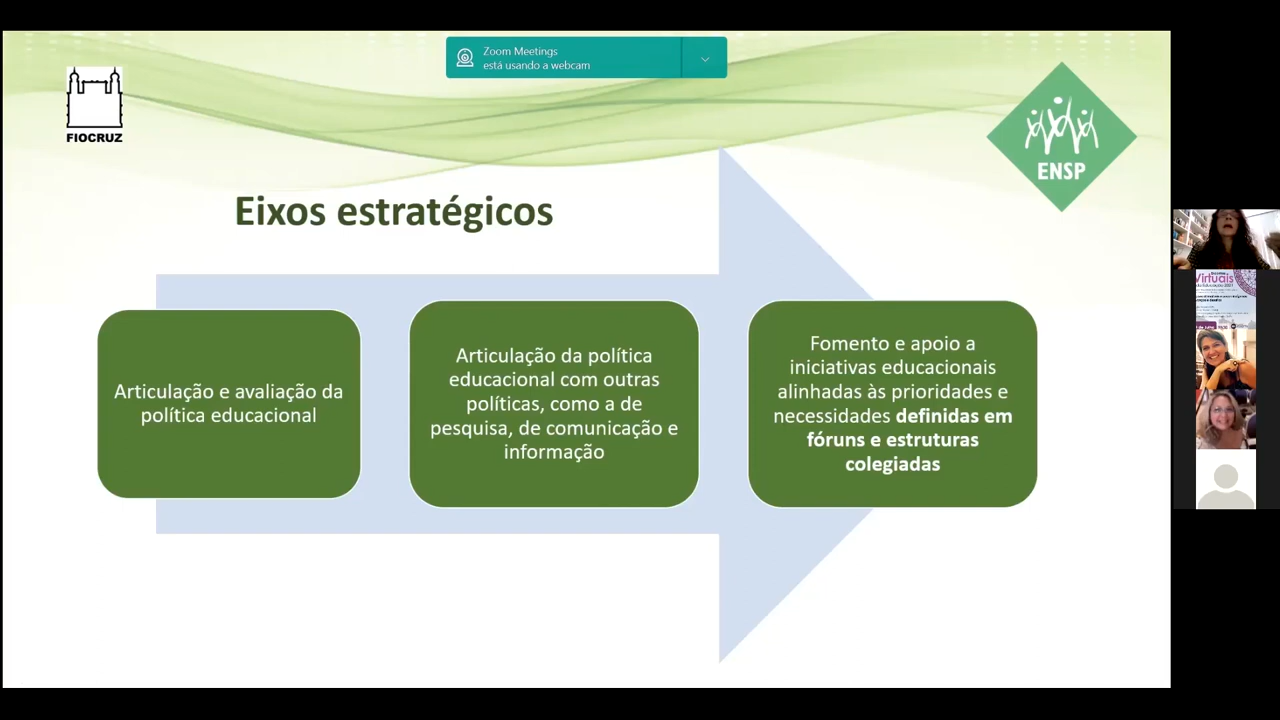 Zoom Meetings
está usando a webcam
FIOCRUZ
ENSP
Eixos estratégicos
Articulação e avaliação da
política educacional
Articulação da política
educacional com outras
políticas, como a de
pesquisa, de comunicação e
informação
Fomento e apoio a
iniciativas educacionais
alinhadas às prioridades e
necessidades definidas em
fóruns e estruturas
colegiadas
Virtuais